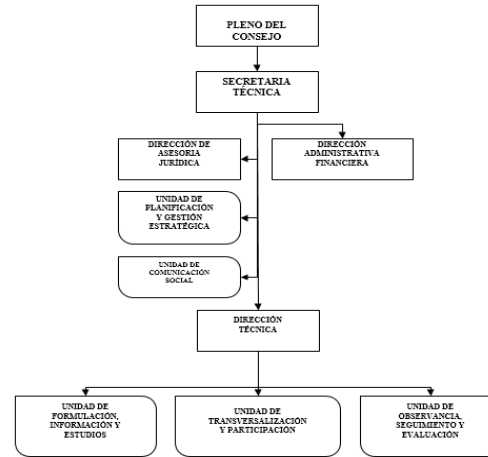 PLENO DEL
CONSEJO
SECRETARIA
TÉCNICA
DIRECCIÓN DE
ASESORIA
JURÍDICA
DIRECCIÓN
ADMINISTRATIVA
FINANCIERA
UNIDAD DE
PLANIFICACIÓN
Y GESTIÓN
ESTRATÉGICA
UNIDAD DE
COMUNICACIÓN
SOCIAL
DIRECCIÓN
TÉCNICA
UNIDAD DE
FORMULACIÓN,
INFORMACIÓN Y
ESTUDIOS
UNIDAD DE
TRANSVERSALIZACIÓN
Y PARTICIPACIÓN
UNIDAD DE
OBSERVANCIA,
SEGUIMIENTO Y
EVALUACIÓN